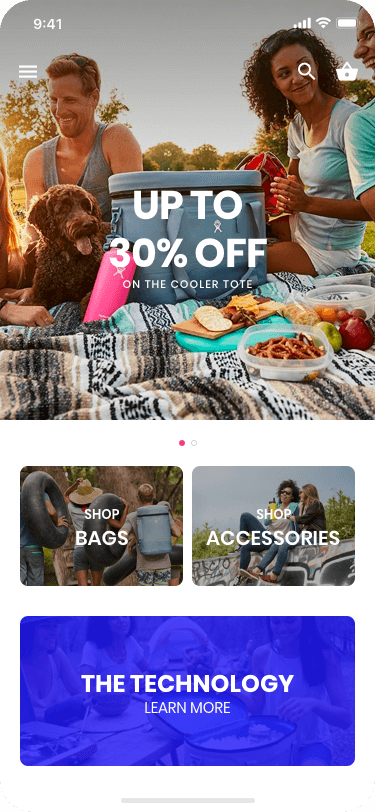 9:41
UP TO
30% OFF
ON THE COOLER TOTE
SHOP
BAGS
SHOP
ACCESSORIES
THE TECHNOLOGY
LEARN MORE